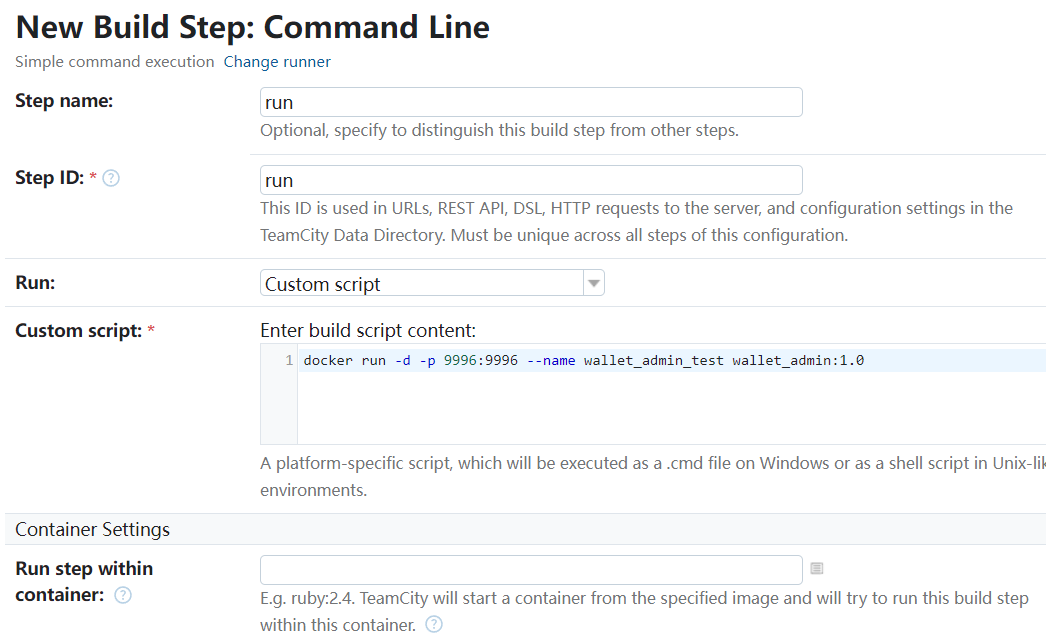 New Build Step: Command Line
Simple command execution Change runner
Step name:
run
Optional, specify to distinguish this build step from other steps.
Step ID: * ?
run
This ID is used in URLs, REST API, DSL, HTTP requests to the server, and configuration settings in the
TeamCity Data Directory. Must be unique across all steps of this configuration.
Run:
Custom script
Custom script: *
Enter build script content:
1 docker run -d -p 9996:9996 --name wallet_admin_test wallet_admin:1.0
A platform-specific script, which will be executed as a .cmd file on Windows or as a shell script in Unix-lik
environments.
Container Settings
Run step within
container: ?
E.g. ruby:2.4. TeamCity will start a container from the specified image and will try to run this build step
within this container. ?